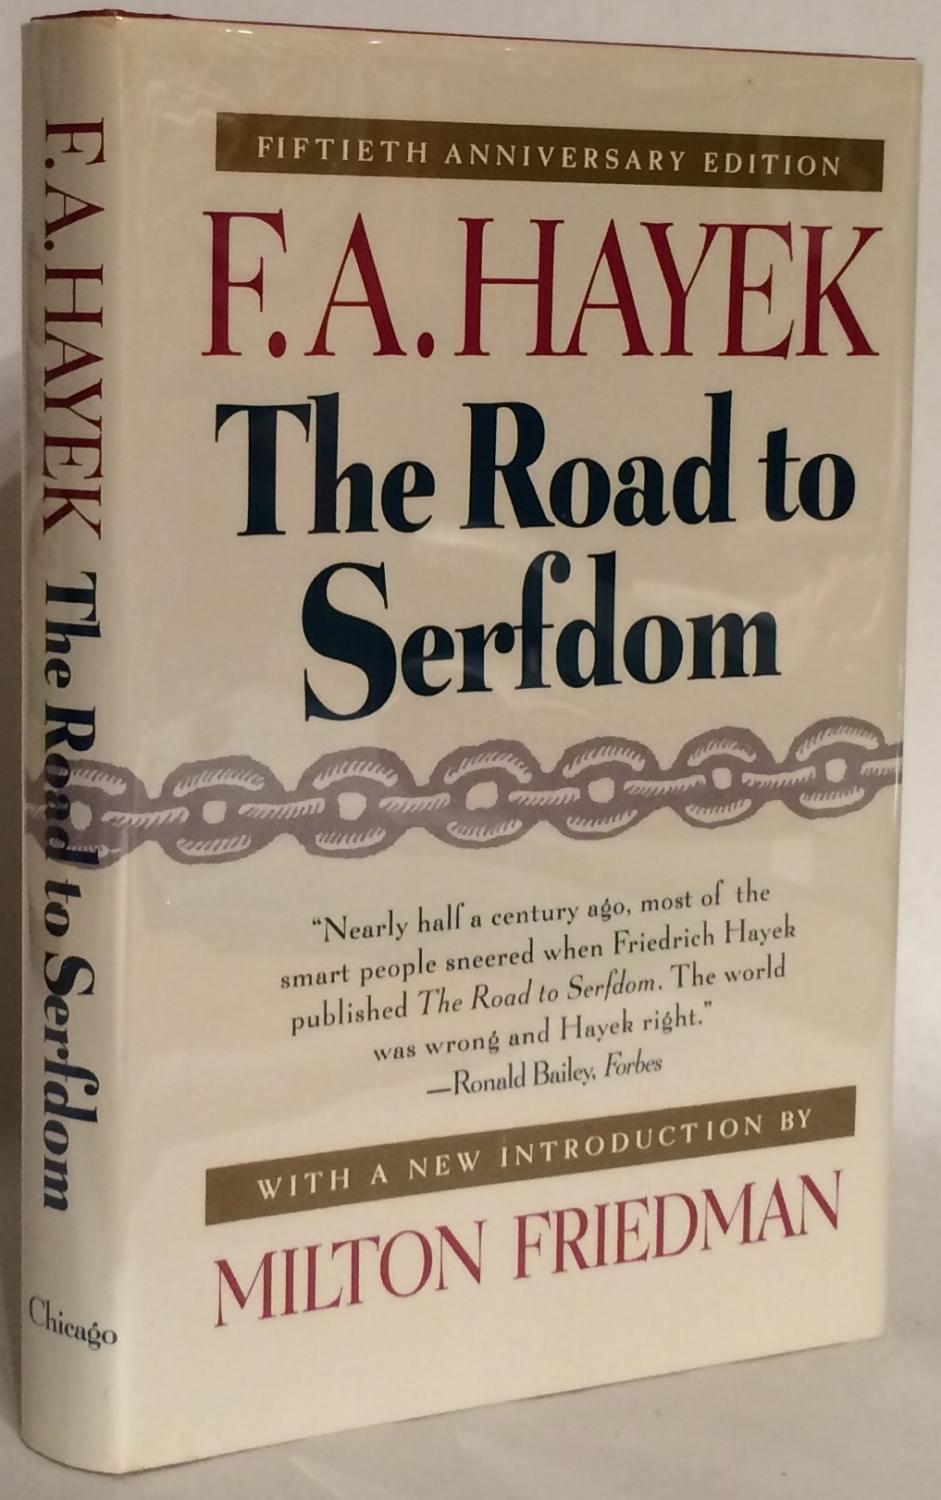 F. A. HAYEK The Road to Serfdom
Chicago
FIFTIETH ANNIVERSARY EDITION
F. A. HAYEK
The Road to
Serfdom
“Nearly half a century ago, most of the
smart people sneered when Friedrich Hayek
published The Road to Serfdom. The world
was wrong and Hayek right.”
—Ronald Bailey, Forbes
WITH A NEW INTRODUCTION BY
MILTON FRIEDMAN